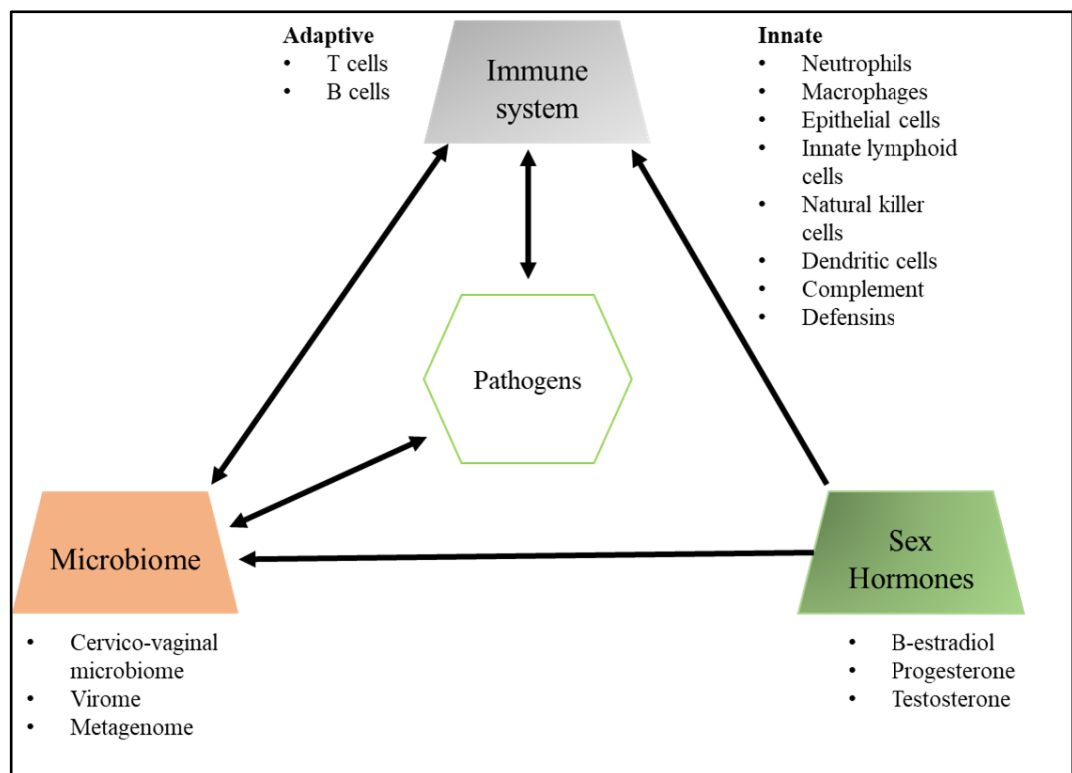 Adaptive
• T cells
• B cells
Immune
system
Innate
• Neutrophils
• Macrophages
• Epithelial cells
• Innate lymphoid
cells
• Natural killer
cells
• Dendritic cells
• Complement
• Defensins
Pathogens
Microbiome
• Cervico-vaginal
microbiome
• Virome
• Metagenome
Sex
Hormones
• B-estradiol
• Progesterone
• Testosterone